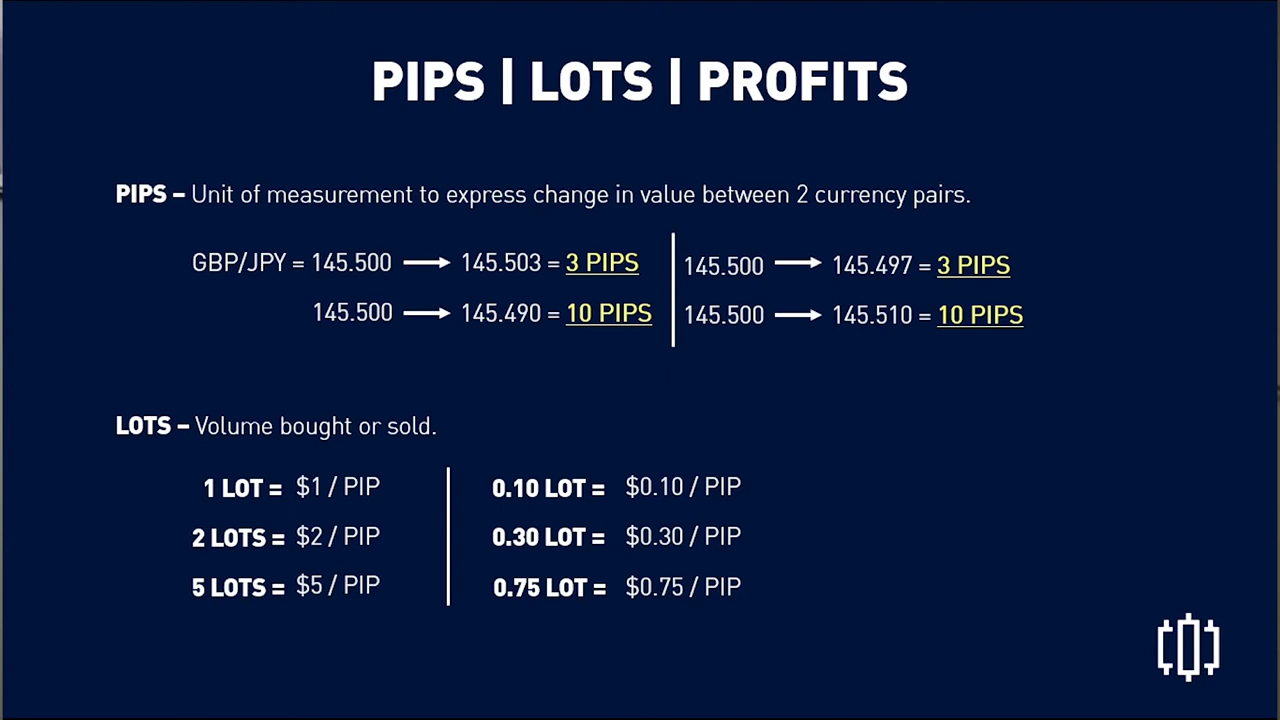 PIPS | LOTS | PROFITS
PIPS – Unit of measurement to express change in value between 2 currency pairs.
GBP/JPY = 145.500 → 145.503 = 3 PIPS
145.500 → 145.490 = 10 PIPS
145.500 → 145.497 = 3 PIPS
145.500 → 145.510 = 10 PIPS
LOTS – Volume bought or sold.
1 LOT = $1 / PIP
2 LOTS = $2 / PIP
5 LOTS = $5 / PIP
0.10 LOT = $0.10 / PIP
0.30 LOT = $0.30 / PIP
0.75 LOT = $0.75 / PIP